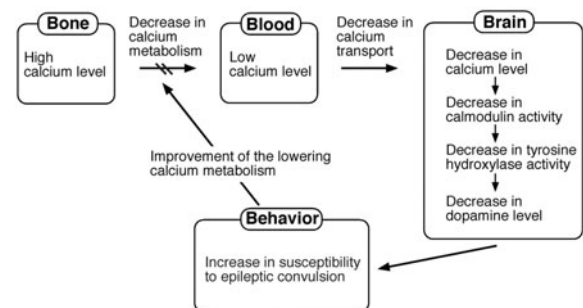 Bone
High
calcium level
Decrease in
calcium
metabolism
Blood
Low
calcium level
Decrease in
calcium
transport
Brain
Decrease in
calcium level
Decrease in
calmodulin activity
Decrease in tyrosine
hydroxylase activity
Decrease in
dopamine level
Improvement of the lowering
calcium metabolism
Behavior
Increase in susceptibility
to epileptic convulsion